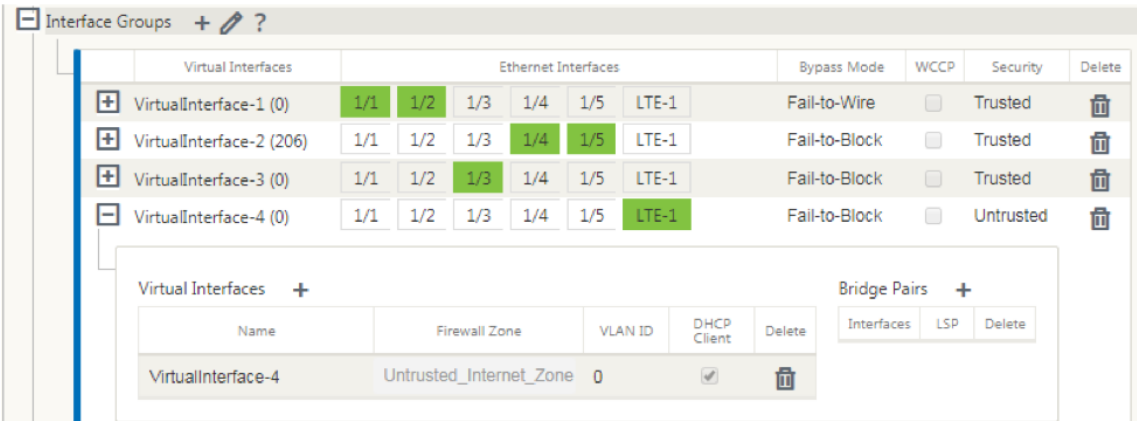 Interface Groups + ?
Virtual Interfaces Ethernet Interfaces Bypass Mode WCCP Security Delete
VirtualInterface-1 (0) 1/1 1/2 1/3 1/4 1/5 LTE-1 Fail-to-Wire Trusted
VirtualInterface-2 (206) 1/1 1/2 1/3 1/4 1/5 LTE-1 Fail-to-Block Trusted
VirtualInterface-3 (0) 1/1 1/2 1/3 1/4 1/5 LTE-1 Fail-to-Block Trusted
VirtualInterface-4 (0) 1/1 1/2 1/3 1/4 1/5 LTE-1 Fail-to-Block Untrusted
Virtual Interfaces + Bridge Pairs +
Name Firewall Zone VLAN ID DHCP Client Delete Interfaces LSP Delete
VirtualInterface-4 Untrusted_Internet_Zone 0